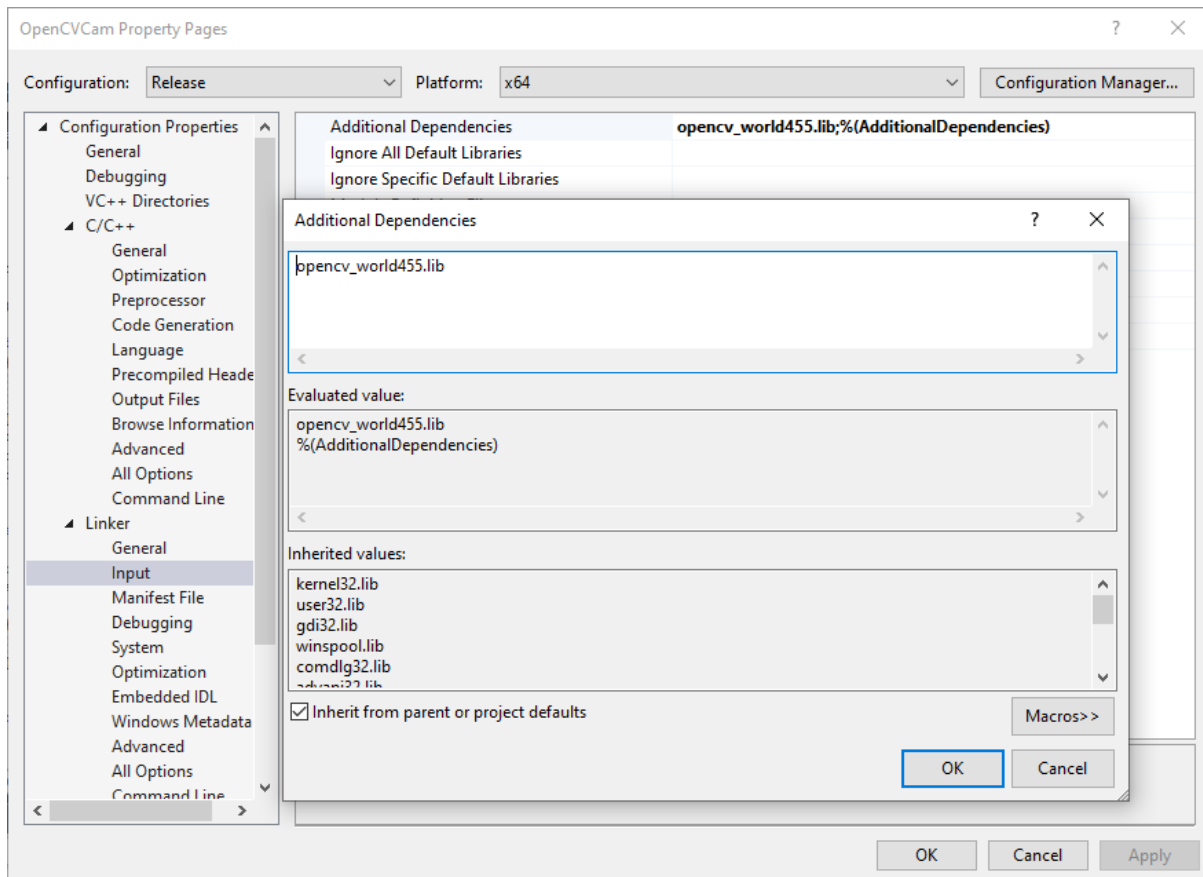 OpenCVCam Property Pages
?
Configuration: Release Platform: x64 Configuration Manager...
Configuration Properties
General
Debugging
VC++ Directories
C/C++
General
Optimization
Preprocessor
Code Generation
Language
Precompiled Heade
Output Files
Browse Information
Advanced
All Options
Command Line
Linker
General
Input
Manifest File
Debugging
System
Optimization
Embedded IDL
Windows Metadata
Advanced
All Options
Command Line
Additional Dependencies opencv_world455.lib;%(AdditionalDependencies)
Ignore All Default Libraries
Ignore Specific Default Libraries
Additional Dependencies
?
opencv_world455.lib
Evaluated value:
opencv_world455.lib
%(AdditionalDependencies)
Inherited values:
kernel32.lib
user32.lib
gdi32.lib
winspool.lib
comdlg32.lib
advapi32.lib
Inherit from parent or project defaults
Macros>>
OK Cancel
OK Cancel Apply